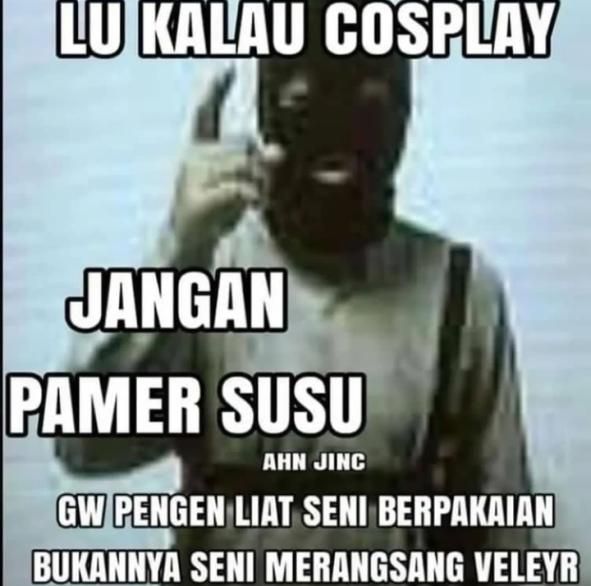 LU KALAU COSPLAY
JANGAN
PAMER SUSU
AHN JINC
GW PENGEN LIAT SENI BERPAKAIAN
BUKANNYA SENI MERANGSANG VELEYR